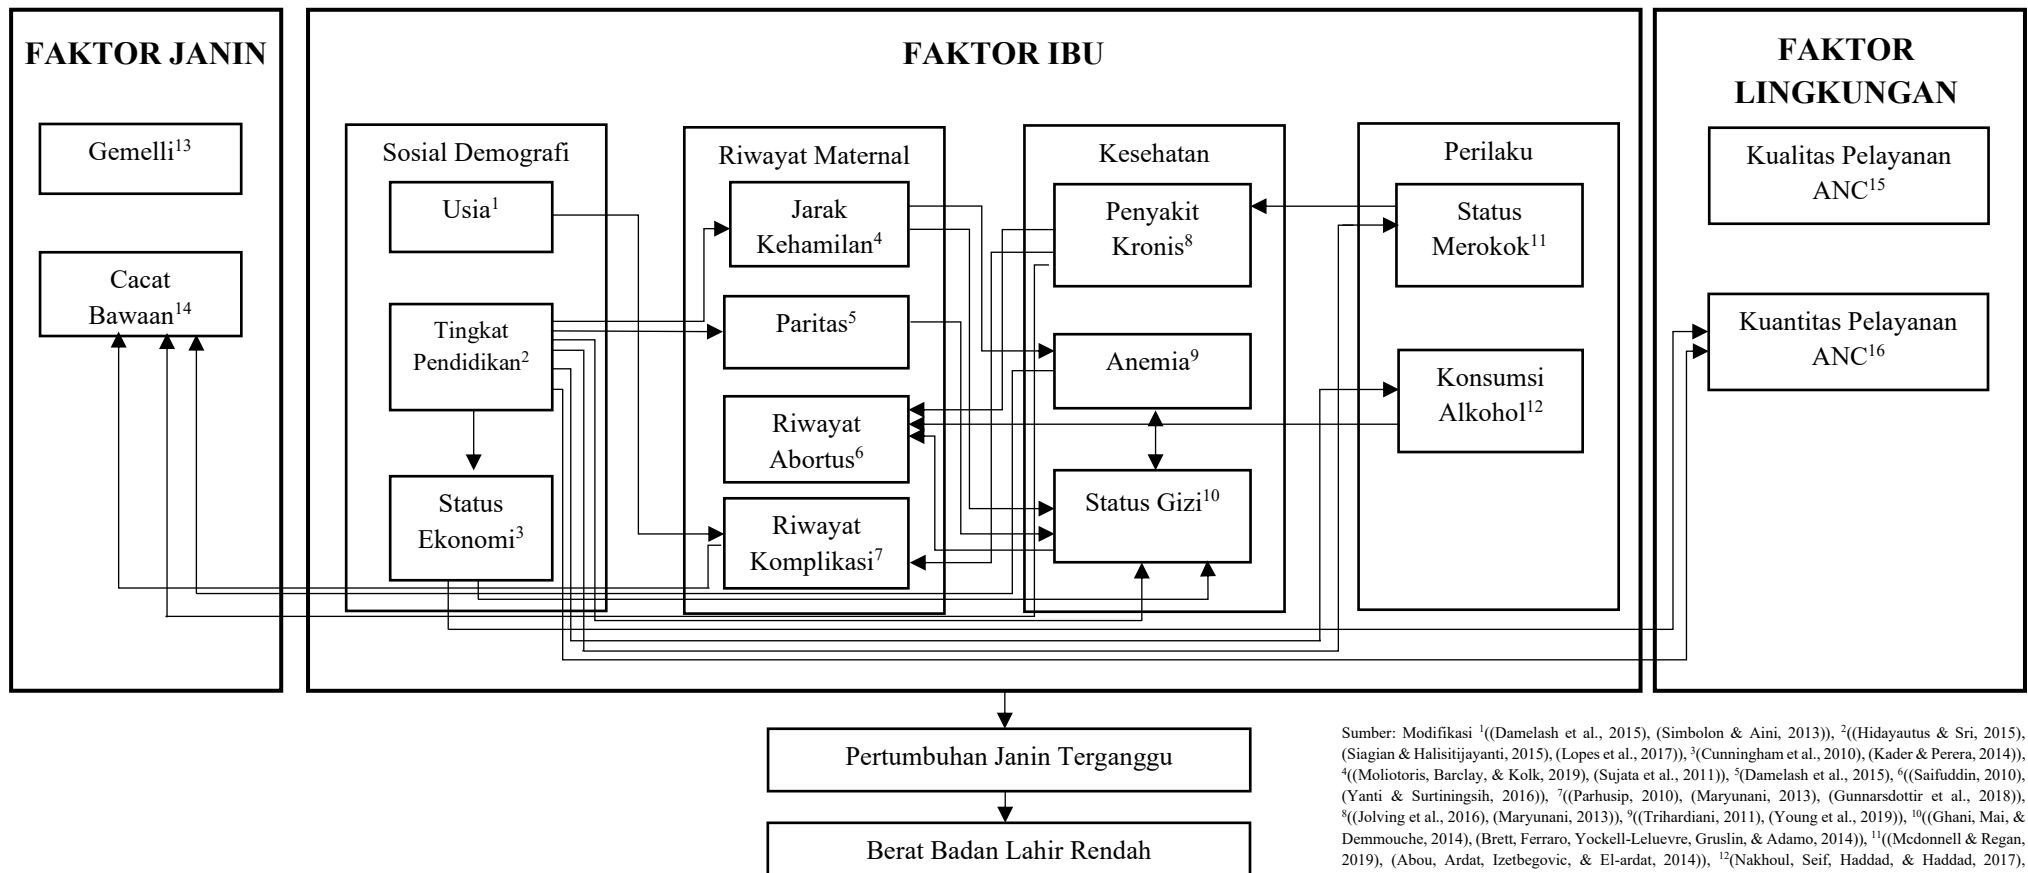 FAKTOR JANIN
Gemelli¹³
Cacat
Bawaan¹⁴
FAKTOR IBU
Sosial Demografi
Usia¹
Tingkat
Pendidikan²
Status
Ekonomi³
Riwayat Maternal
Jarak
Kehamilan⁴
Paritas⁵
Riwayat
Abortus⁶
Riwayat
Komplikasi⁷
Kesehatan
Penyakit
Kronis⁸
Anemia⁹
Status Gizi¹⁰
Perilaku
Status
Merokok¹¹
Konsumsi
Alkohol¹²
FAKTOR
LINGKUNGAN
Kualitas Pelayanan
ANC¹⁵
Kuantitas Pelayanan
ANC¹⁶
Pertumbuhan Janin Terganggu
Berat Badan Lahir Rendah
Sumber: Modifikasi ¹((Damelash et al., 2015), (Simbolon & Aini, 2013)), ²((Hidayautus & Sri, 2015),
(Siagian & Halisitijayanti, 2015), (Lopes et al., 2017)), ³(Cunningham et al., 2010), (Kader & Perera, 2014)),
⁴((Moliotoris, Barclay, & Kolk, 2019), (Sujata et al., 2011)), ⁵(Damelash et al., 2015), ⁶((Saifuddin, 2010),
(Yanti & Surtiningsih, 2016)), ⁷((Parhusip, 2010), (Maryunani, 2013), (Gunnarsdottir et al., 2018)),
⁸((Jolving et al., 2016), (Maryunani, 2013)), ⁹((Trihardiani, 2011), (Young et al., 2019)), ¹⁰((Ghani, Mai, &
Demmouche, 2014), (Brett, Ferraro, Yockell-Leluevre, Gruslin, & Adamo, 2014)), ¹¹((Mcdonnell & Regan,
2019), (Abou, Ardat, Izetbegovic, & El-ardat, 2014)), ¹²(Nakhoul, Seif, Haddad, & Haddad, 2017),